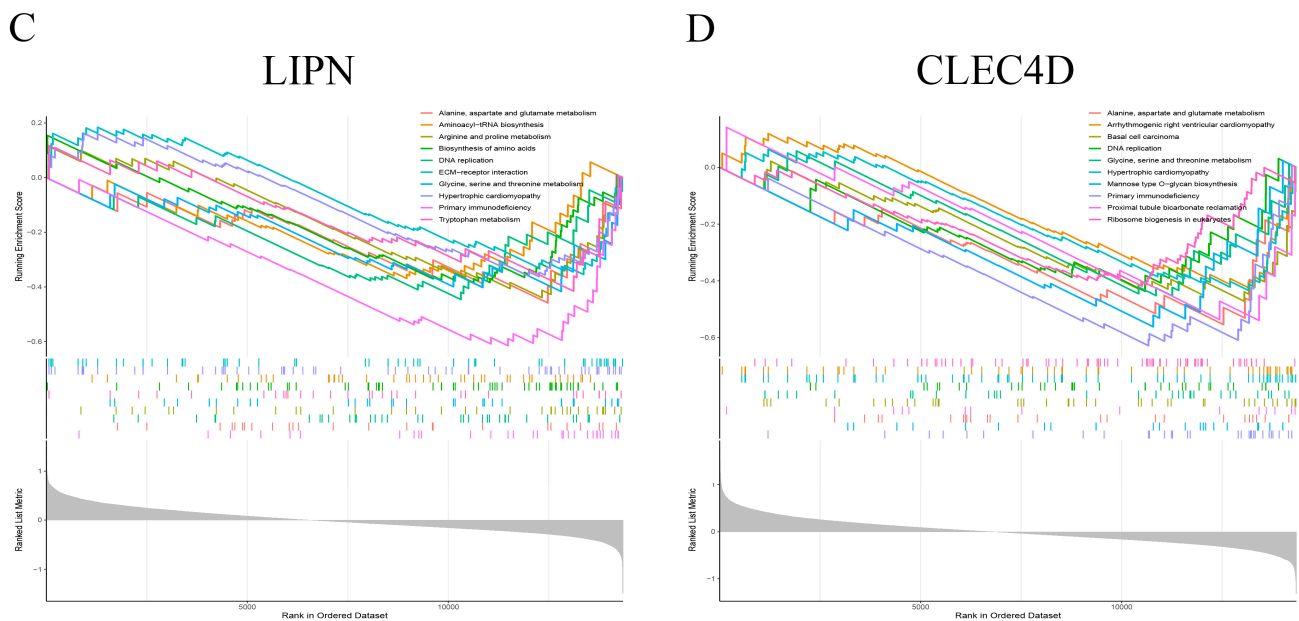 C
LIPN
0.2
0.0
−0.2
−0.4
−0.6
Running Enrichment Score
Alanine, aspartate and glutamate metabolism
Aminoacyl−tRNA biosynthesis
Arginine and proline metabolism
Biosynthesis of amino acids
DNA replication
ECM−receptor interaction
Glycine, serine and threonine metabolism
Hypertrophic cardiomyopathy
Primary immunodeficiency
Tryptophan metabolism
1
0
−1
Ranked List Metric
5000
10000
Rank in Ordered Dataset
D
CLEC4D
0.0
−0.2
−0.4
−0.6
Running Enrichment Score
Alanine, aspartate and glutamate metabolism
Arrhythmogenic right ventricular cardiomyopathy
Basal cell carcinoma
DNA replication
Glycine, serine and threonine metabolism
Hypertrophic cardiomyopathy
Mannose type O−glycan biosynthesis
Primary immunodeficiency
Proximal tubule bicarbonate reclamation
Ribosome biogenesis in eukaryotes
1
0
−1
Ranked List Metric
5000
10000
Rank in Ordered Dataset